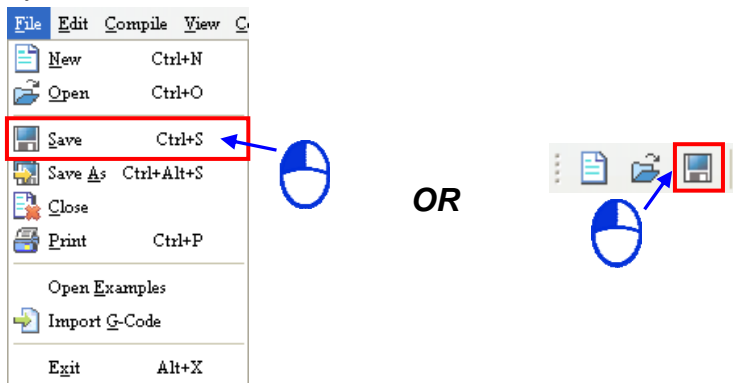 File Edit Compile View
New Ctrl+N
Open Ctrl+O
Save Ctrl+S
Save As Ctrl+Alt+S
Close
Print Ctrl+P
Open Examples
Import G-Code
Exit Alt+X
OR